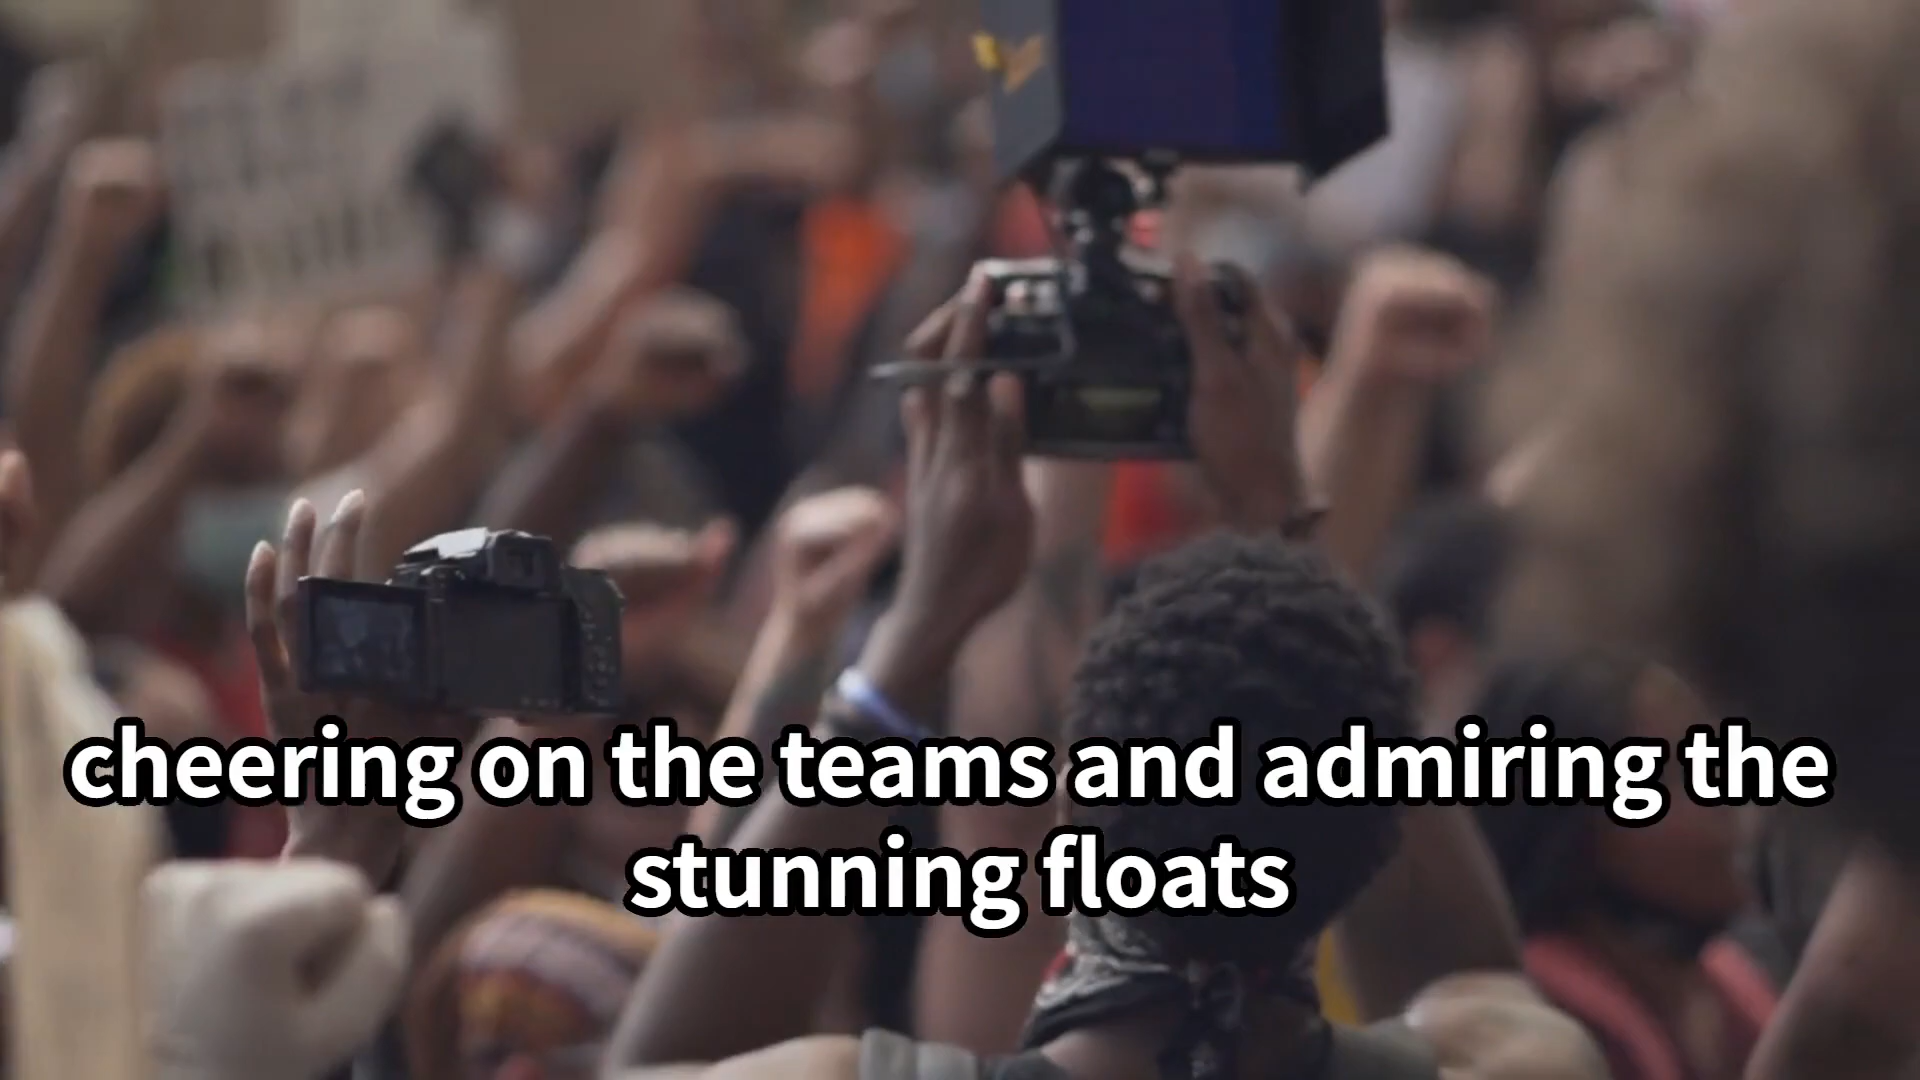 cheering on the teams and admiring the
stunning floats